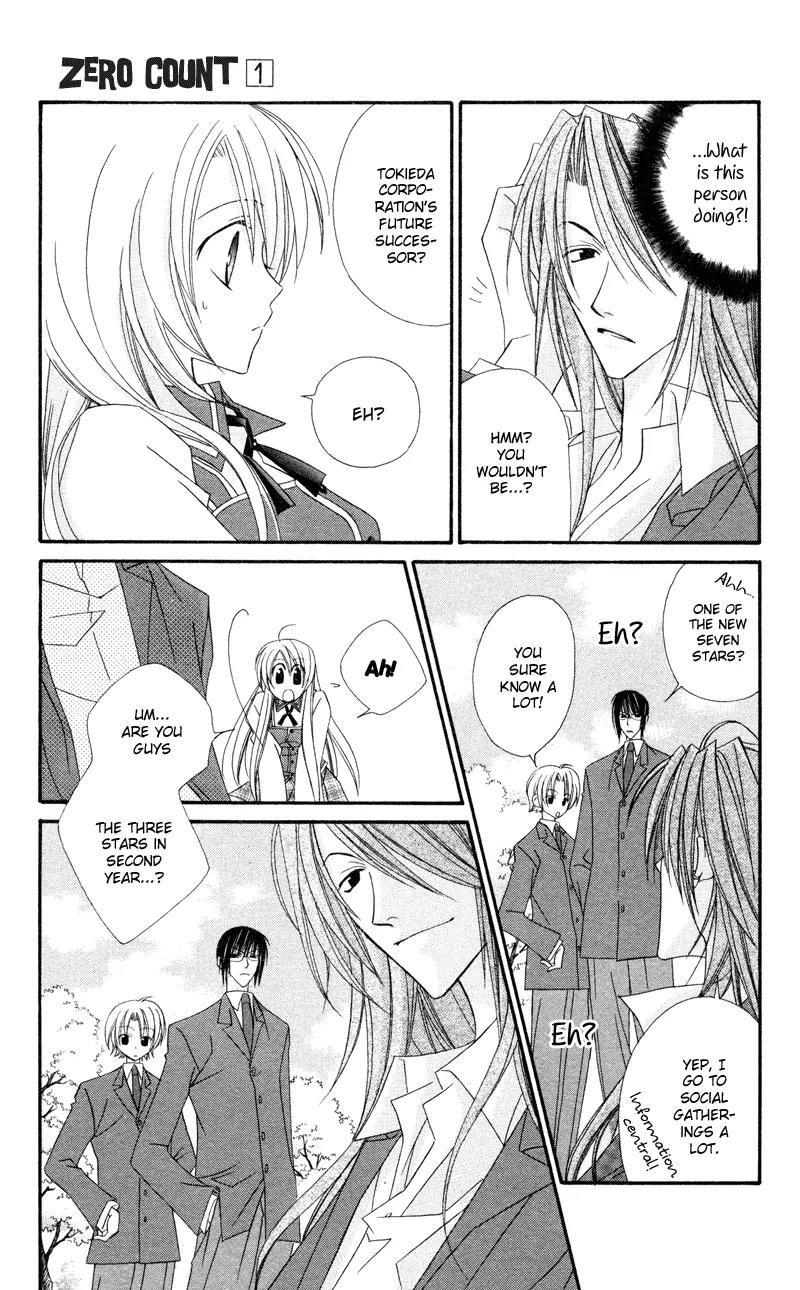 ZERO COUNT 1
...What
is this
person
doing?!
HMM?
YOU
WOULDN'T
BE...?
TOKIEDA
CORPO-
RATION'S
FUTURE
SUCCES-
SOR?
EH?
Ahh...
ONE OF
THE NEW
SEVEN
STARS?
Eh?
YOU
SURE
KNOW A
LOT!
Eh?
YEP, I
GO TO
SOCIAL
GATHER-
INGS A
LOT.
Information
central!
Ah!
UM...
ARE YOU
GUYS
THE THREE
STARS IN
SECOND
YEAR...?